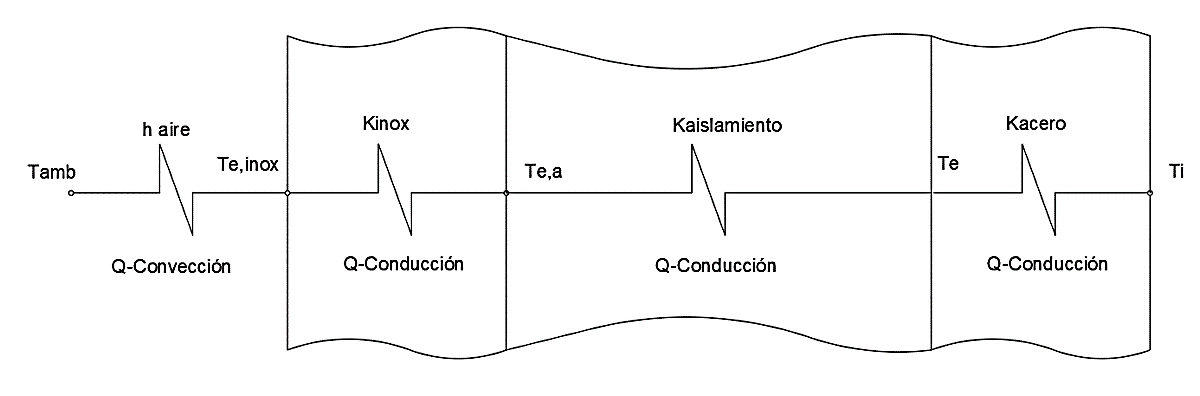 h aire
Kinox
Kaislamiento
Kacero
Tamb
Te,inox
Te,a
Te
Ti
Q-Convección
Q-Conducción
Q-Conducción
Q-Conducción